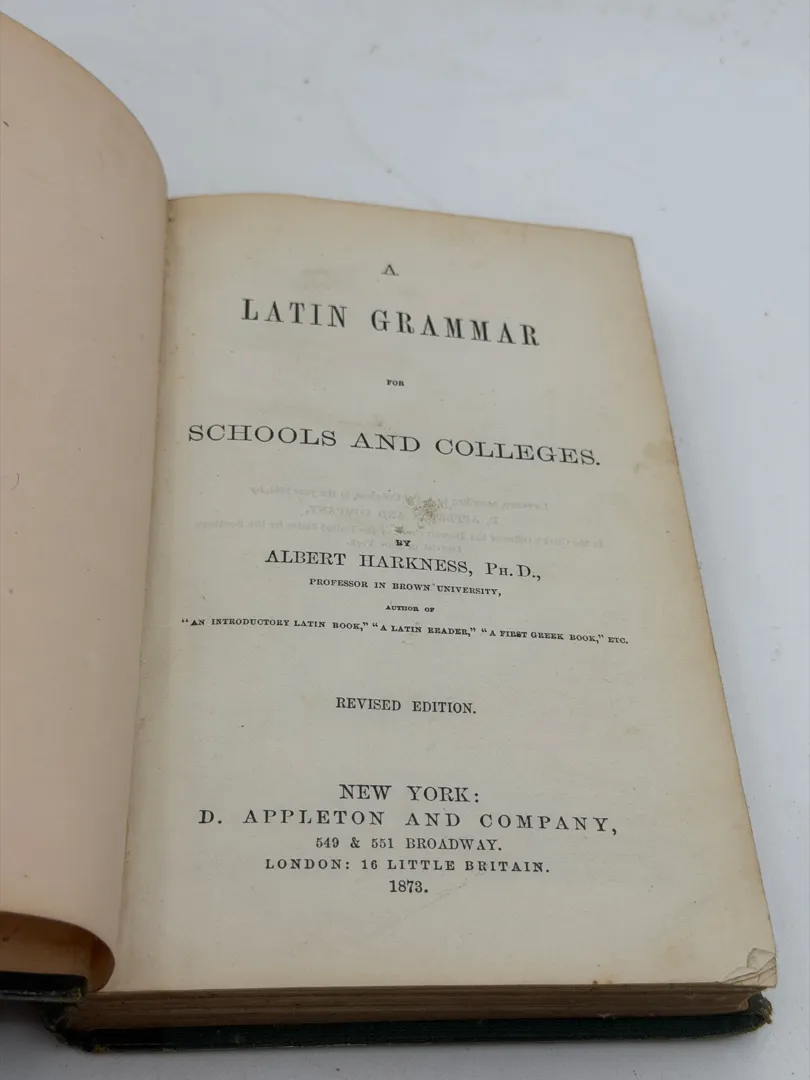 A
LATIN GRAMMAR
FOR
SCHOOLS AND COLLEGES.
BY
ALBERT HARKNESS, PH. D.,
PROFESSOR IN BROWN UNIVERSITY,
AUTHOR OF
"AN INTRODUCTORY LATIN BOOK," "A LATIN READER," "A FIRST GREEK BOOK," ETC.
REVISED EDITION.
NEW YORK:
D. APPLETON AND COMPANY,
549 & 551 BROADWAY.
LONDON: 16 LITTLE BRITAIN.
1873.